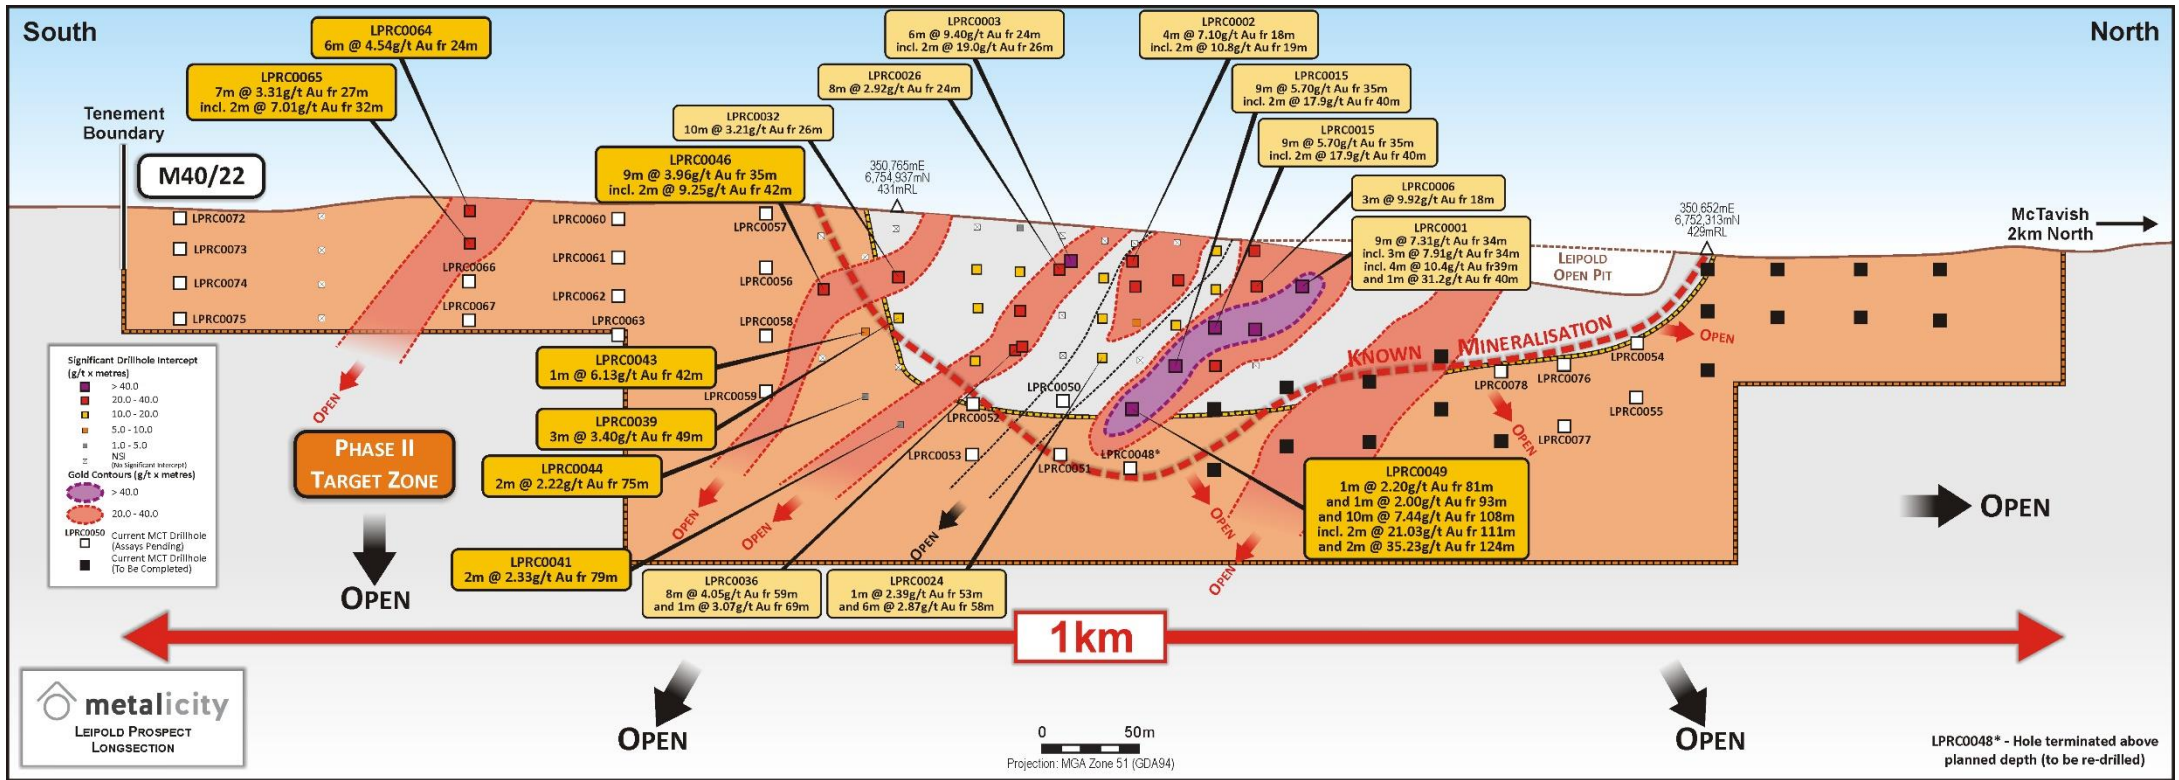 South
North
LPRC0064
6m @ 4.54g/t Au fr 24m
LPRC0065
7m @ 3.31g/t Au fr 27m
incl. 2m @ 7.01g/t Au fr 32m
LPRC0003
6m @ 9.40g/t Au fr 24m
incl. 2m @ 19.0g/t Au fr 26m
LPRC0002
4m @ 7.10g/t Au fr 18m
incl. 2m @ 10.8g/t Au fr 19m
LPRC0026
8m @ 2.92g/t Au fr 24m
LPRC0015
9m @ 5.70g/t Au fr 35m
incl. 2m @ 17.9g/t Au fr 40m
LPRC0032
10m @ 3.21g/t Au fr 26m
LPRC0015
9m @ 5.70g/t Au fr 35m
incl. 2m @ 17.9g/t Au fr 40m
Tenement
Boundary
M40/22
LPRC0046
9m @ 3.96g/t Au fr 35m
incl. 2m @ 9.25g/t Au fr 42m
350,765mE
6,754,937mN
431mRL
LPRC0006
3m @ 9.92g/t Au fr 18m
LPRC0001
9m @ 7.31g/t Au fr 34m
incl. 3m @ 7.91g/t Au fr 34m
incl. 4m @ 10.4g/t Au fr39m
and 1m @ 31.2g/t Au fr 40m
350,652mE
6,752,313mN
429mRL
McTavish
2km North
LEIPOLD
OPEN PIT
LPRC0072
LPRC0073
LPRC0074
LPRC0075
LPRC0066
LPRC0067
LPRC0060
LPRC0061
LPRC0062
LPRC0063
LPRC0057
LPRC0056
LPRC0058
LPRC0059
LPRC0050
LPRC0052
LPRC0053
LPRC0051
LPRC0048*
KNOWN MINERALISATION
LPRC0054
LPRC0078
LPRC0076
LPRC0055
LPRC0077
OPEN
OPEN
OPEN
OPEN
OPEN
OPEN
OPEN
OPEN
Significant Drillhole Intercept
(g/t x metres)
> 40.0
20.0 - 40.0
10.0 - 20.0
5.0 - 10.0
1.0 - 5.0
NSI
(No Significant Intercept)
Gold Contours (g/t x metres)
> 40.0
20.0 - 40.0
LPRC0050
Current MCT Drillhole
(Assays Pending)
Current MCT Drillhole
(To Be Completed)
PHASE II
TARGET ZONE
LPRC0043
1m @ 6.13g/t Au fr 42m
LPRC0039
3m @ 3.40g/t Au fr 49m
LPRC0044
2m @ 2.22g/t Au fr 75m
LPRC0041
2m @ 2.33g/t Au fr 79m
LPRC0036
8m @ 4.05g/t Au fr 59m
and 1m @ 3.07g/t Au fr 69m
LPRC0024
1m @ 2.39g/t Au fr 53m
and 6m @ 2.87g/t Au fr 58m
LPRC0049
1m @ 2.20g/t Au fr 81m
and 1m @ 2.00g/t Au fr 93m
and 10m @ 7.44g/t Au fr 108m
incl. 2m @ 21.03g/t Au fr 111m
and 2m @ 35.23g/t Au fr 124m
OPEN
OPEN
1km
OPEN
OPEN
metalicity
LEIPOLD PROSPECT
LONGSECTION
0 50m
Projection: MGA Zone 51 (GDA94)
LPRC0048* - Hole terminated above
planned depth (to be re-drilled)